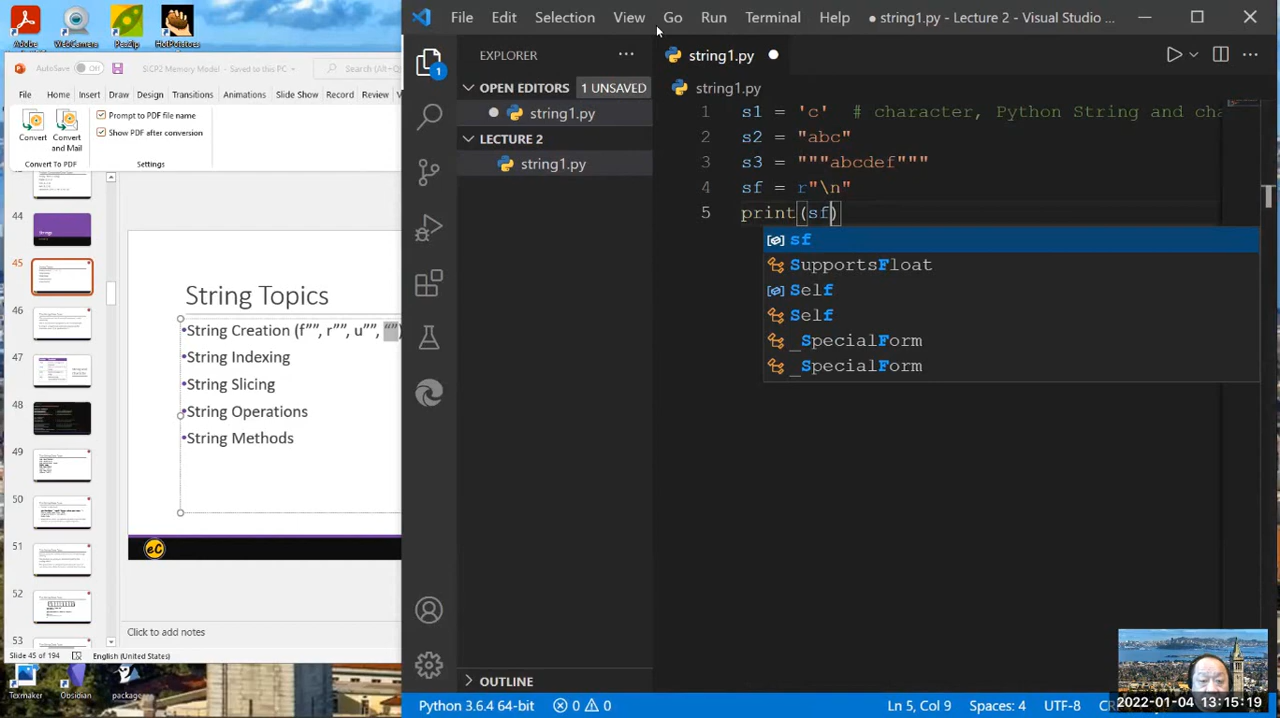 Adobe
WebCamera
PerZip
HotPotatoes
AutoSave
Off
SICP2 Memory Model - Saved to this PC
Search (Alt+Q)
File
Home
Insert
Draw
Design
Transitions
Animations
Slide Show
Record
Review
Convert
Convert and Mail
Convert To PDF
Prompt to PDF file name
Show PDF after conversion
Settings
44
45
46
47
48
49
50
51
52
53
String Topics
•String Creation (f””, r””, u””, “”)
•String Indexing
•String Slicing
•String Operations
•String Methods
eC
Click to add notes
Slide 45 of 194
English (United States)
Texmaker
Obsidian
package
File
Edit
Selection
View
Go
Run
Terminal
Help
● string1.py - Lecture 2 - Visual Studio ...
EXPLORER
OPEN EDITORS
1 UNSAVED
string1.py
LECTURE 2
string1.py
OUTLINE
1
string1.py
string1.py
1 s1 = 'c' # character, Python String and cha
2 s2 = "abc"
3 s3 = """abcdef"""
4 sf = r"\n"
5 print(sf)
sf
SupportsFloat
Self
Self
_SpecialForm
_SpecialForm
Python 3.6.4 64-bit
0
0
Ln 5, Col 9
Spaces: 4
UTF-8
2022-01-04 13:15:19